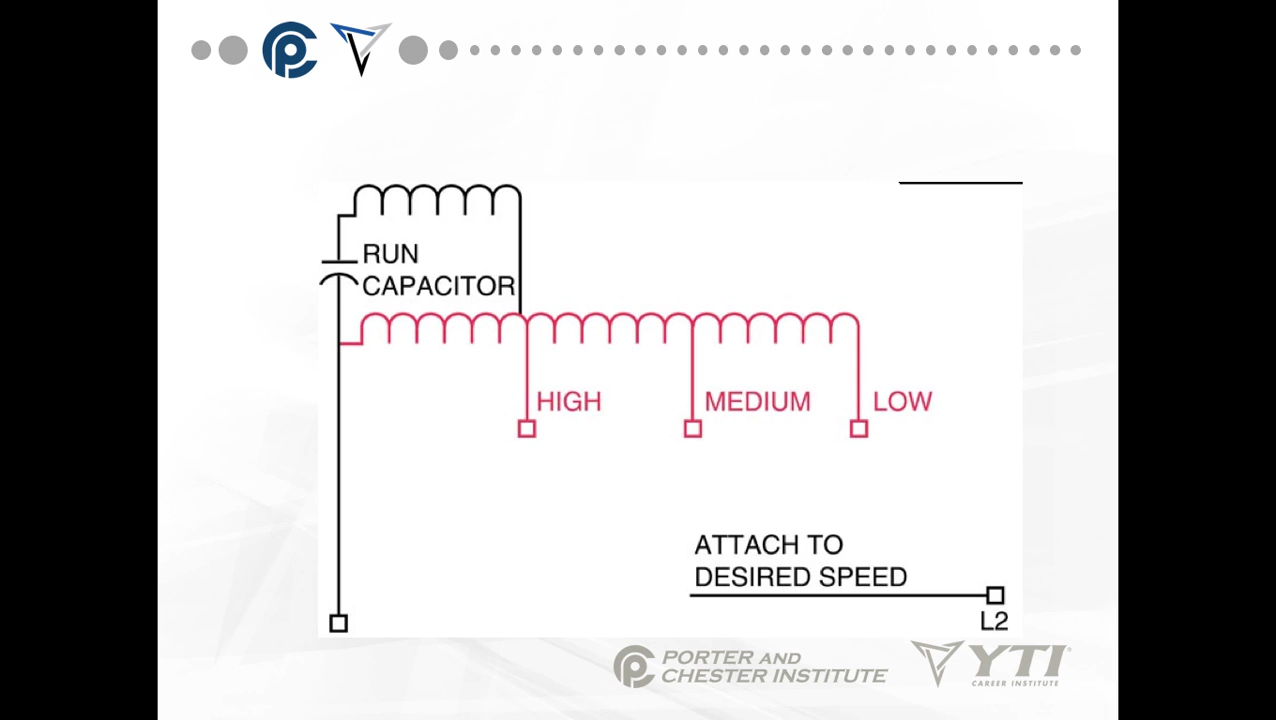 RUN
CAPACITOR
HIGH
MEDIUM
LOW
ATTACH TO
DESIRED SPEED
L2
PORTER AND
CHESTER INSTITUTE
YTI
CAREER INSTITUTE